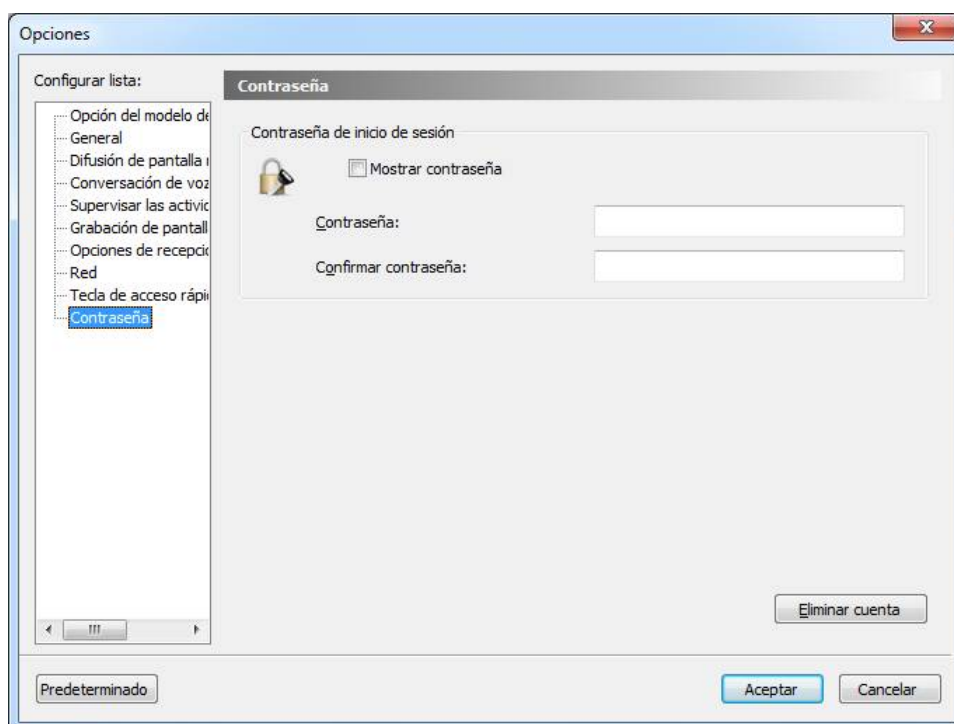 Opciones
Configurar lista:
Opción del modelo de
General
Difusión de pantalla
Conversación de voz
Supervisar las activic
Grabación de pantall
Opciones de recepcic
Red
Tecla de acceso rápi
Contraseña
Contraseña
Contraseña de inicio de sesión
Mostrar contraseña
Contraseña:
Confirmar contraseña:
Eliminar cuenta
Predeterminado
Aceptar
Cancelar